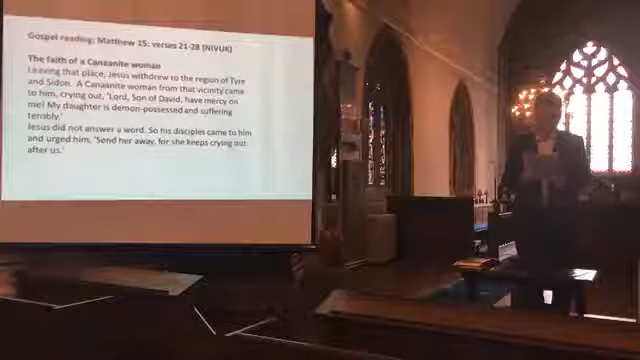 Gospel reading: Matthew 15: verses 21-28 (NIVUK)
The faith of a Canaanite woman
Leaving that place, Jesus withdrew to the region of Tyre
and Sidon. A Canaanite woman from that vicinity came
to him, crying out, 'Lord, Son of David, have mercy on
me! My daughter is demon-possessed and suffering
terribly.'
Jesus did not answer a word. So his disciples came to him
and urged him, 'Send her away, for she keeps crying out
after us.'